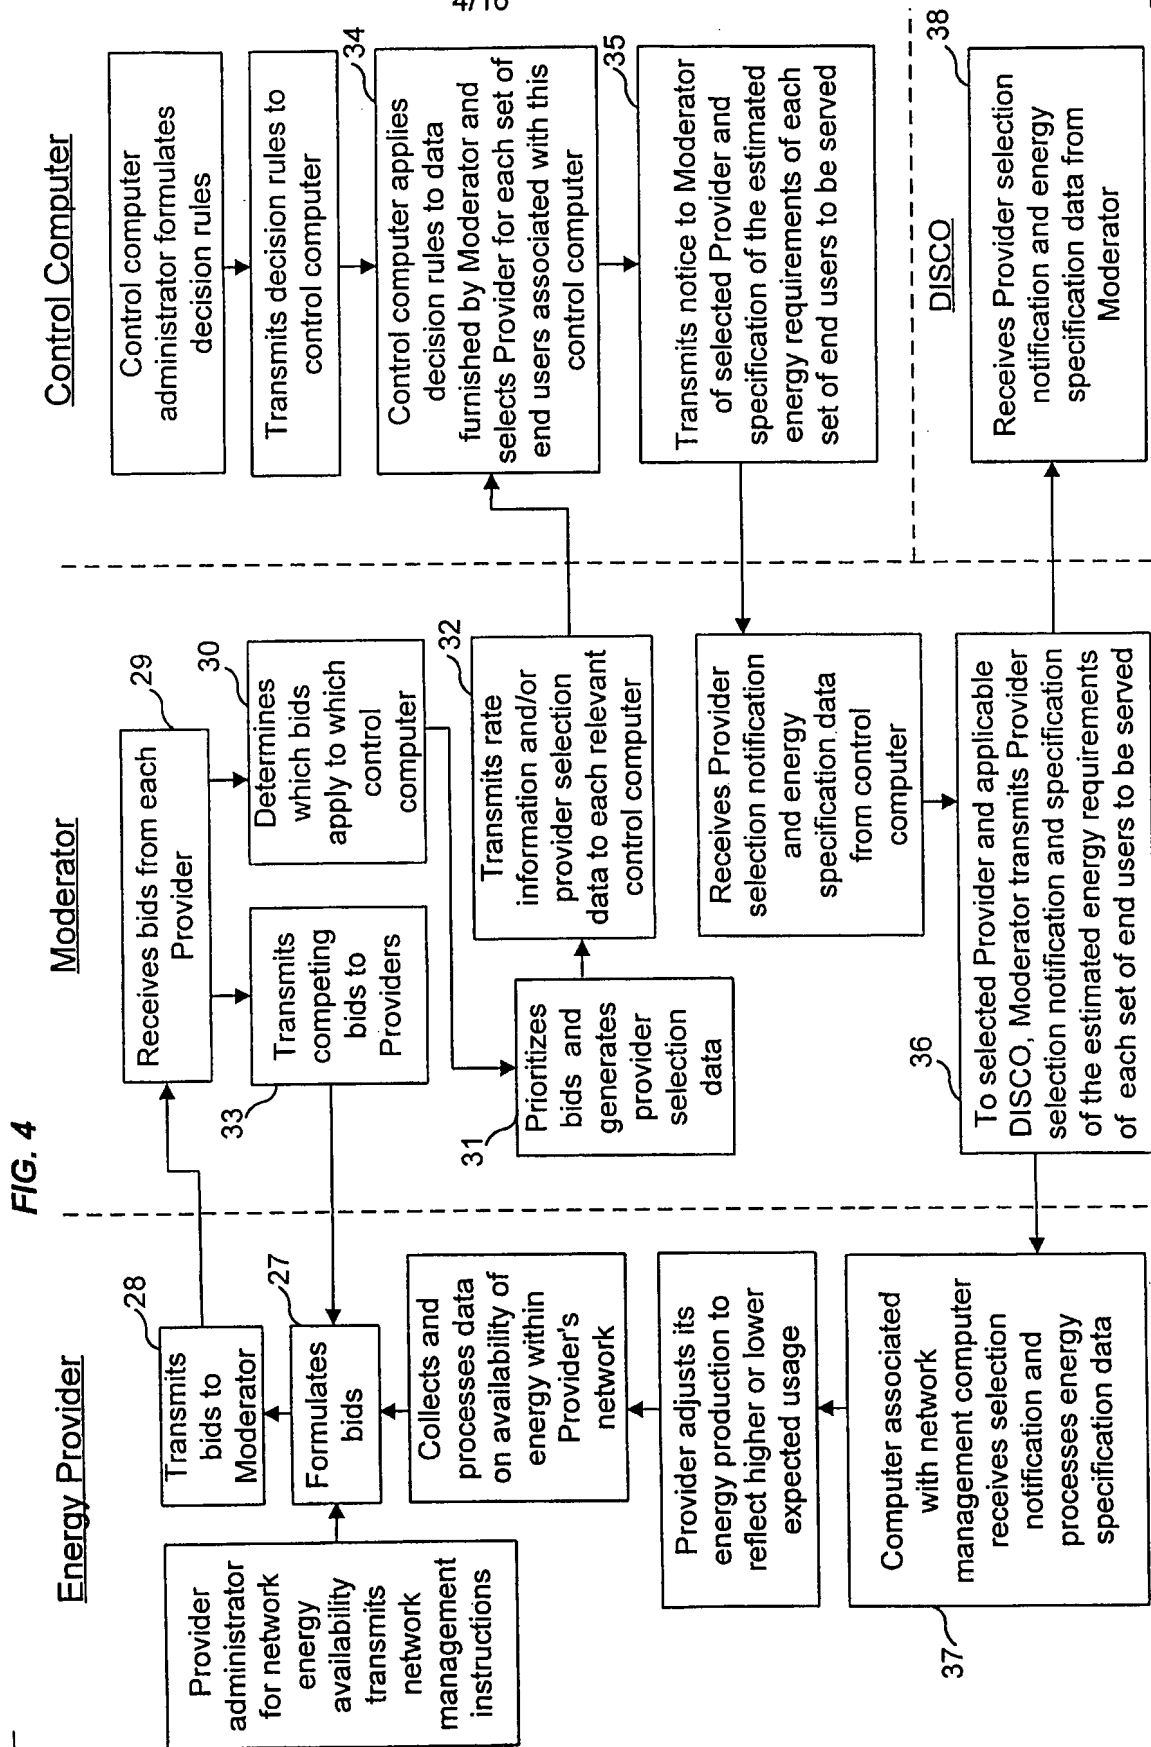 4/16
FIG. 4
Energy Provider
Provider
administrator
for network
energy
availability
transmits
network
management
instructions
28
Transmits
bids to
Moderator
27
Formulates
bids
Collects and
processes data
on availability of
energy within
Provider's
network
Provider adjusts its
energy production to
reflect higher or lower
expected usage
Computer associated
with network
management computer
receives selection
notification and
processes energy
specification data
37
Moderator
29
Receives bids from each
Provider
33
Transmits
competing
bids to
Providers
30
Determines
which bids
apply to which
control
computer
31
Prioritizes
bids and
generates
provider
selection
data
32
Transmits rate
information and/or
provider selection
data to each relevant
control computer
Receives Provider
selection notification
and energy
specification data
from control
computer
36
To selected Provider and applicable
DISCO, Moderator transmits Provider
selection notification and specification
of the estimated energy requirements
of each set of end users to be served
Control Computer
Control computer
administrator formulates
decision rules
Transmits decision rules to
control computer
34
Control computer applies
decision rules to data
furnished by Moderator and
selects Provider for each set of
end users associated with this
control computer
35
Transmits notice to Moderator
of selected Provider and
specification of the estimated
energy requirements of each
set of end users to be served
DISCO
38
Receives Provider selection
notification and energy
specification data from
Moderator